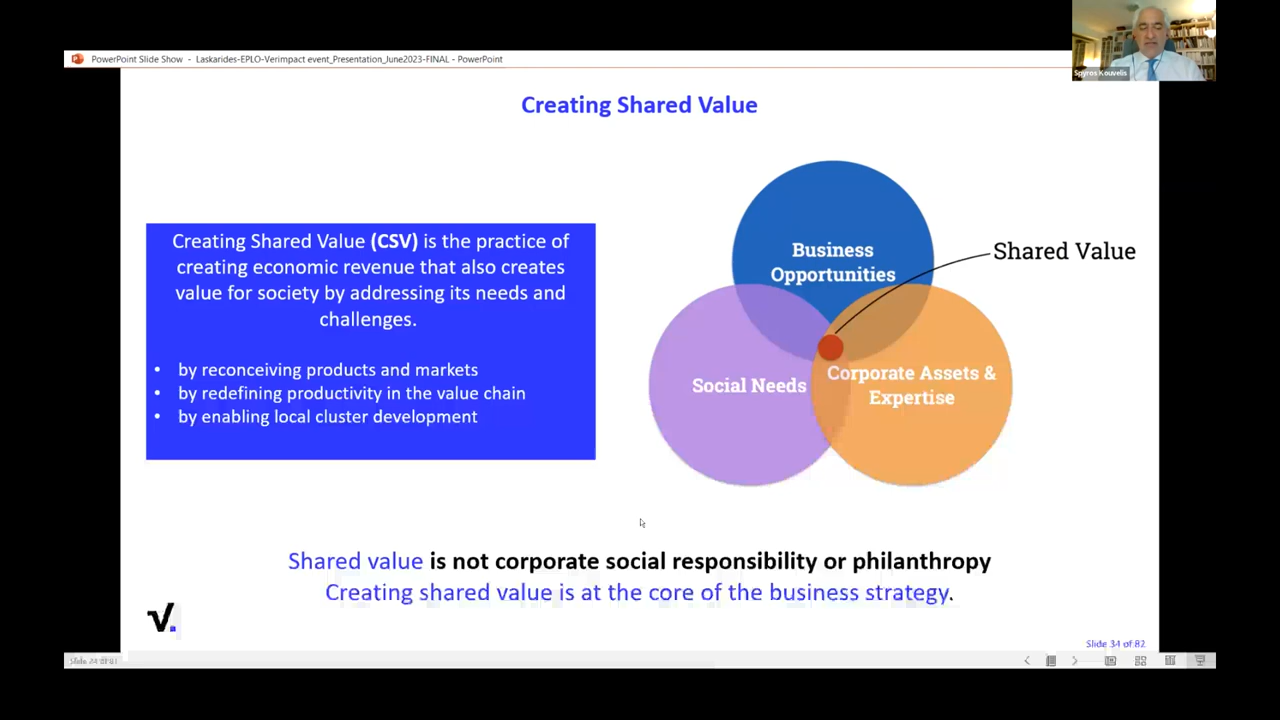 PowerPoint Slide Show - Laskarides-EPLO-Verimpact event_Presentation_June2023-FINAL - PowerPoint
Spyros Kouvelis
Creating Shared Value
Creating Shared Value (CSV) is the practice of
creating economic revenue that also creates
value for society by addressing its needs and
challenges.
• by reconceiving products and markets
• by redefining productivity in the value chain
• by enabling local cluster development
Business
Opportunities
Shared Value
Social Needs
Corporate Assets &
Expertise
Shared value is not corporate social responsibility or philanthropy
Creating shared value is at the core of the business strategy.
V.
Slide 34 of 82